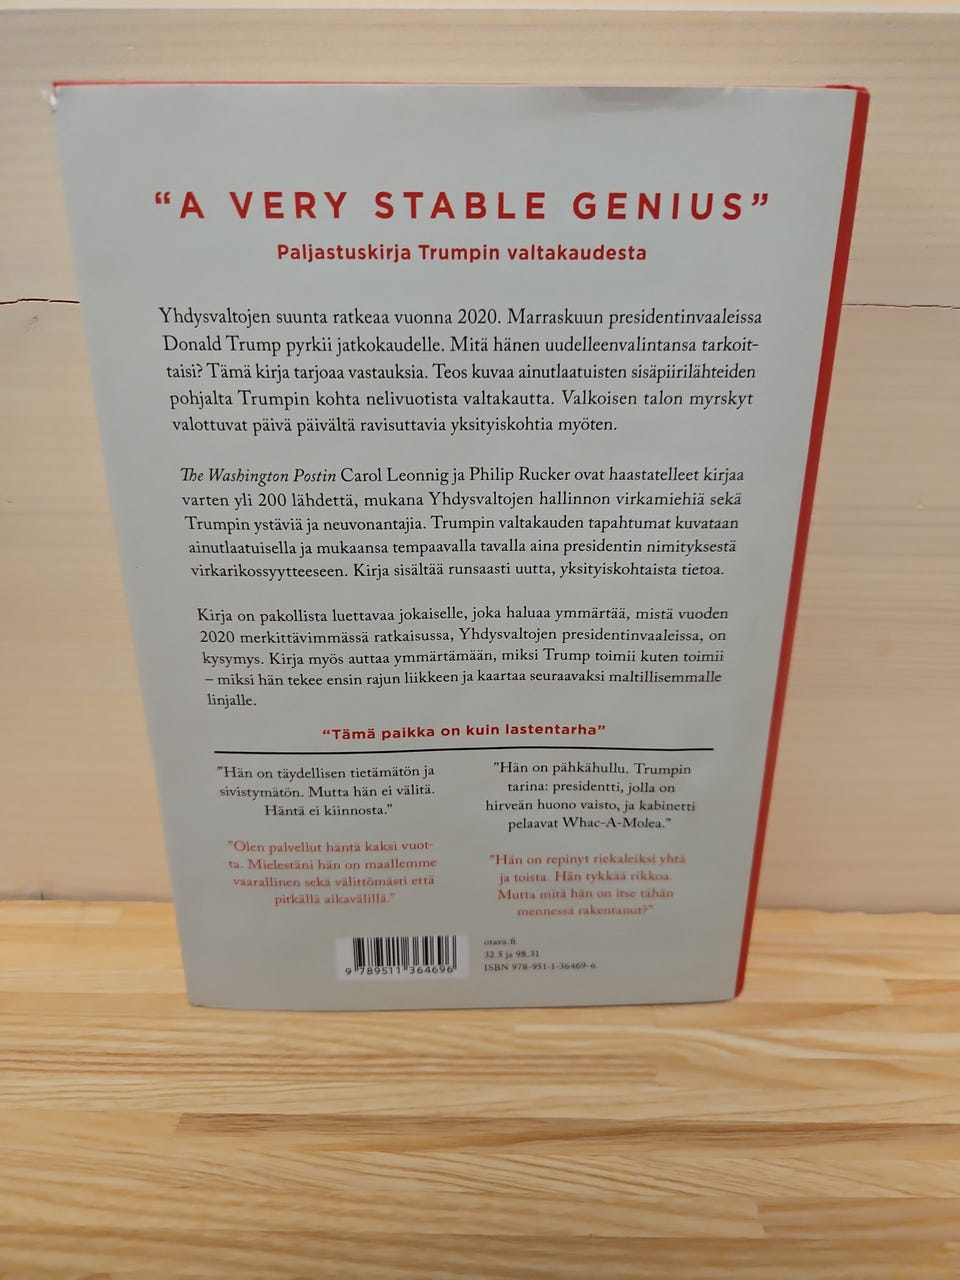 “A VERY STABLE GENIUS”
Paljastuskirja Trumpin valtakaudesta
Yhdysvaltojen suunta ratkeaa vuonna 2020. Marraskuun presidentinvaaleissa
Donald Trump pyrkii jatkokaudelle. Mitä hänen uudelleenvalintansa tarkoit-
taisi? Tämä kirja tarjoaa vastauksia. Teos kuvaa ainutlaatuisten sisäpiirilähteiden
pohjalta Trumpin kohta nelivuotista valtakautta. Valkoisen talon myrskyt
valottuvat päivä päivältä ravisuttavia yksityiskohtia myöten.
The Washington Postin Carol Leonnig ja Philip Rucker ovat haastatelleet kirjaa
varten yli 200 lähdettä, mukana Yhdysvaltojen hallinnon virkamiehiä sekä
Trumpin ystäviä ja neuvonantajia. Trumpin valtakauden tapahtumat kuvataan
ainutlaatuisella ja mukaansa tempaavalla tavalla aina presidentin nimityksestä
virkarikossyytteeseen. Kirja sisältää runsaasti uutta, yksityiskohtaista tietoa.
Kirja on pakollista luettavaa jokaiselle, joka haluaa ymmärtää, mistä vuoden
2020 merkittävimmässä ratkaisussa, Yhdysvaltojen presidentinvaaleissa, on
kysymys. Kirja myös auttaa ymmärtämään, miksi Trump toimii kuten toimii
– miksi hän tekee ensin rajun liikkeen ja kaartaa seuraavaksi maltillisemmalle
linjalle.
“Tämä paikka on kuin lastentarha”
”Hän on täydellisen tietämätön ja
sivistymätön. Mutta hän ei välitä.
Häntä ei kiinnosta.”
”Olen palvellut häntä kaksi vuot-
ta. Mielestäni hän on maallemme
vaarallinen sekä välittömästi että
pitkällä aikavälillä.”
”Hän on pähkähullu. Trumpin
tarina: presidentti, jolla on
hirveän huono vaisto, ja kabinetti
pelaavat Whac-A-Molea.”
”Hän on repinyt riekaleiksi yhtä
ja toista. Hän tykkää rikkoa.
Mutta mitä hän on itse tähän
mennessä rakentanut?”
9 789511 364696
otava.fi
32.5 ja 98.31
ISBN 978-951-1-36469-6